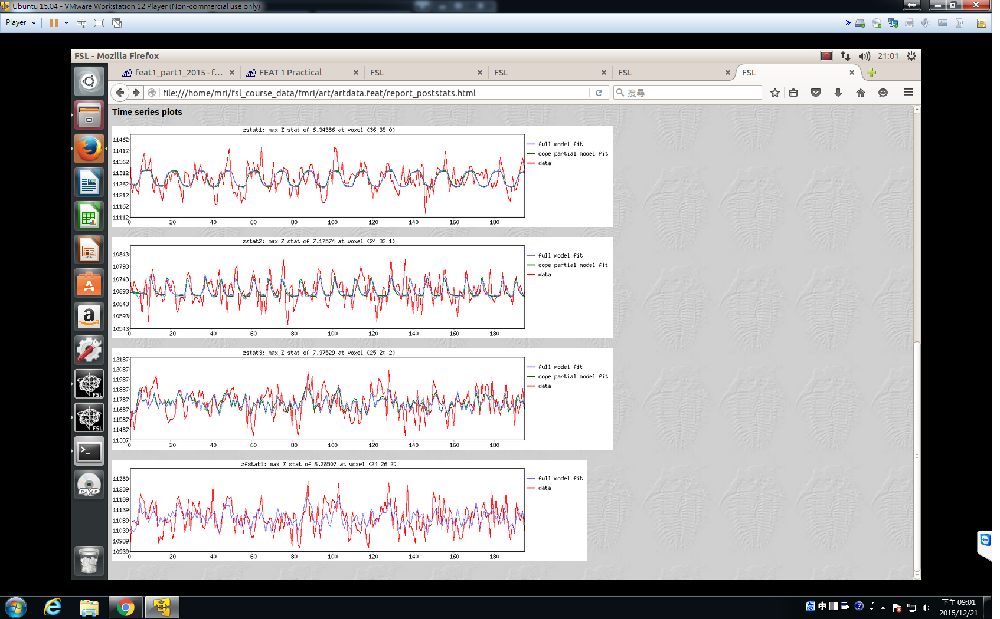 Ubuntu 15.04 - VMware Workstation 12 Player (Non-commercial use only)
Player
FSL - Mozilla Firefox
21:01
feat1_part1_2015 - f...
FEAT 1 Practical
FSL
FSL
FSL
FSL
file:///home/mri/fsl_course_data/fmri/art/artdata.feat/report_poststats.html
搜尋
Time series plots
zstat1: max Z stat of 6.34386 at voxel (36 35 0)
11462
11412
11362
11312
11262
11212
11162
11112
0 20 40 60 80 100 120 140 160 180
full model fit
cope partial model fit
data
zstat2: max Z stat of 7.17574 at voxel (24 32 1)
10843
10793
10743
10693
10643
10593
10543
0 20 40 60 80 100 120 140 160 180
full model fit
cope partial model fit
data
zstat3: max Z stat of 7.37529 at voxel (25 20 2)
12187
12087
11987
11887
11787
11687
11587
11487
11387
0 20 40 60 80 100 120 140 160 180
full model fit
cope partial model fit
data
zfstat1: max Z stat of 6.28507 at voxel (24 26 2)
11289
11239
11189
11139
11089
11039
10989
10939
0 20 40 60 80 100 120 140 160 180
full model fit
data
FSL
FSL
DVD
中
下午 09:01
2015/12/21